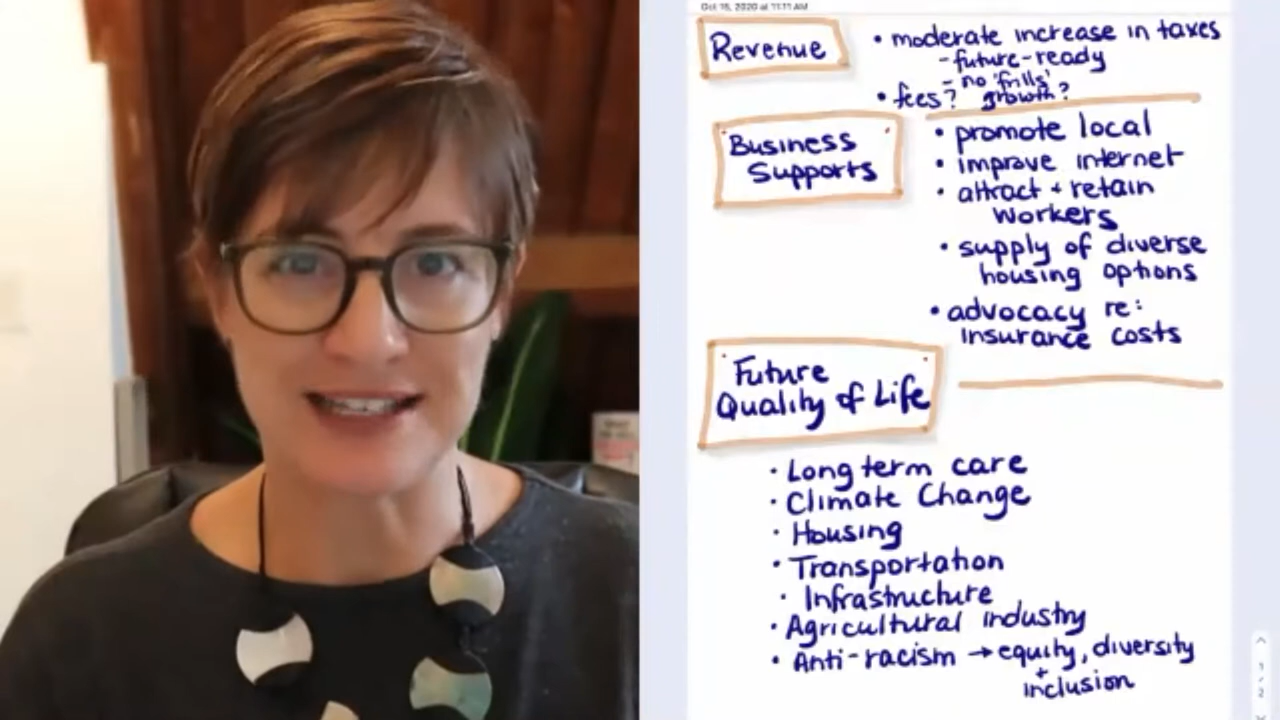 Oct 15, 2020 at 11:11 AM
Revenue
• moderate increase in taxes
- future-ready
- no 'frills'
• fees? growth?
Business
Supports
• promote local
• improve internet
• attract + retain
workers
• supply of diverse
housing options
• advocacy re:
insurance costs
Future
Quality of Life
• Long term care
• Climate Change
• Housing
• Transportation
• Infrastructure
• Agricultural industry
• Anti-racism → equity, diversity
+
inclusion
1
/
2